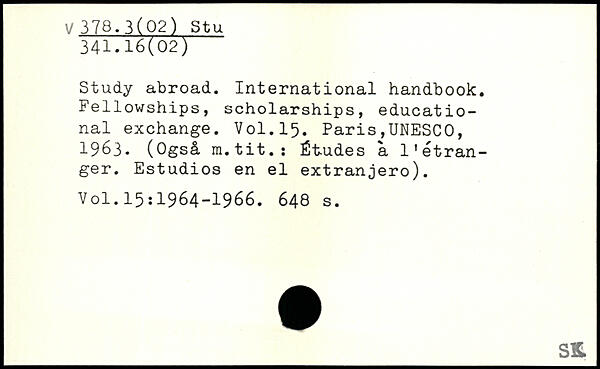 v 378.3(02) Stu
341.16(02)
Study abroad. International handbook.
Fellowships, scholarships, educatio-
nal exchange. Vol.15. Paris,UNESCO,
1963. (Også m.tit.: Études à l'étran-
ger. Estudios en el extranjero).
Vol.15:1964-1966. 648 s.
SK